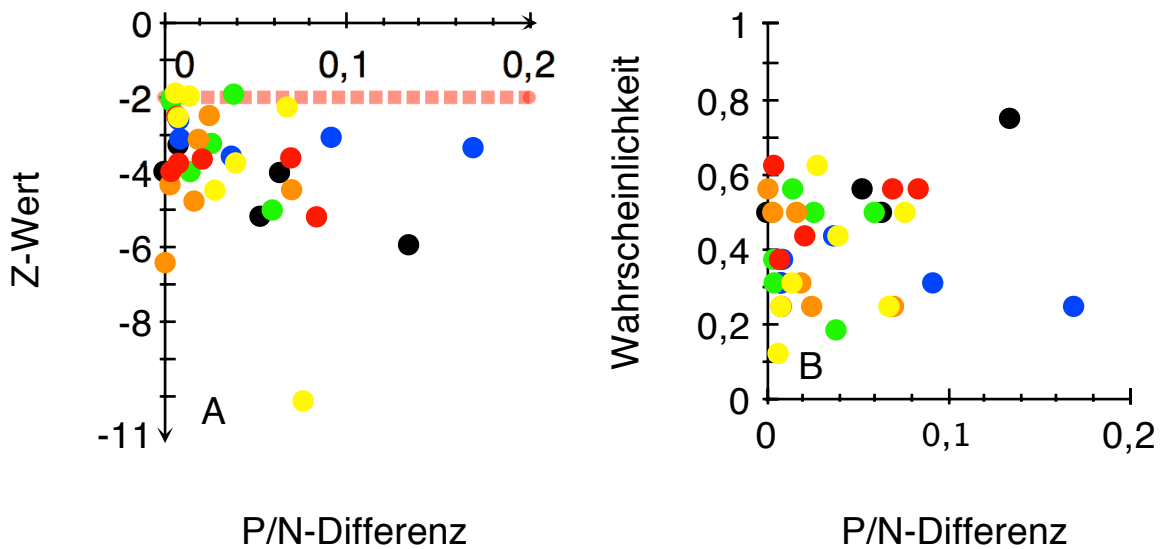 0
0 0,1 0,2
-2
-4
-6
-8
-11
Z-Wert
A
P/N-Differenz
1
0,8
0,6
0,4
0,2
0
0 0,1 0,2
Wahrscheinlichkeit
B
P/N-Differenz